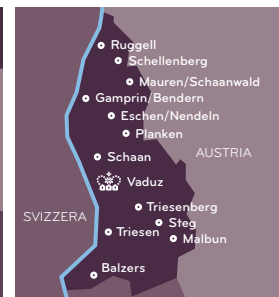 Ruggell
Schellenberg
Mauren/Schaanwald
Gamprin/Bendern
Eschen/Nendeln
Planken
AUSTRIA
Schaan
Vaduz
Triesenberg
SVIZZERA
Steg
Triesen
Malbun
Balzers